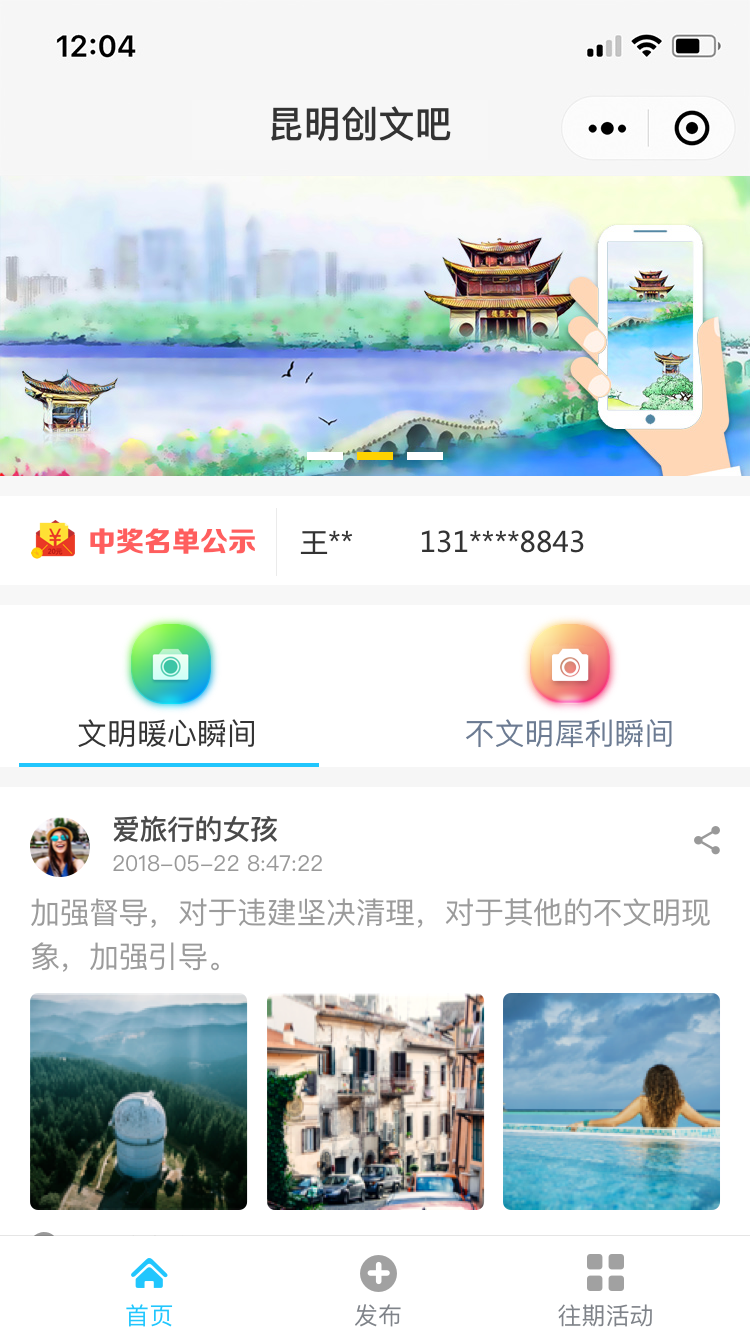 12:04
昆明创文吧
大觀樓
中奖名单公示 王** 131****8843
文明暖心瞬间 不文明犀利瞬间
爱旅行的女孩
2018-05-22 8:47:22
加强督导，对于违建坚决清理，对于其他的不文明现
象，加强引导。
首页 发布 往期活动